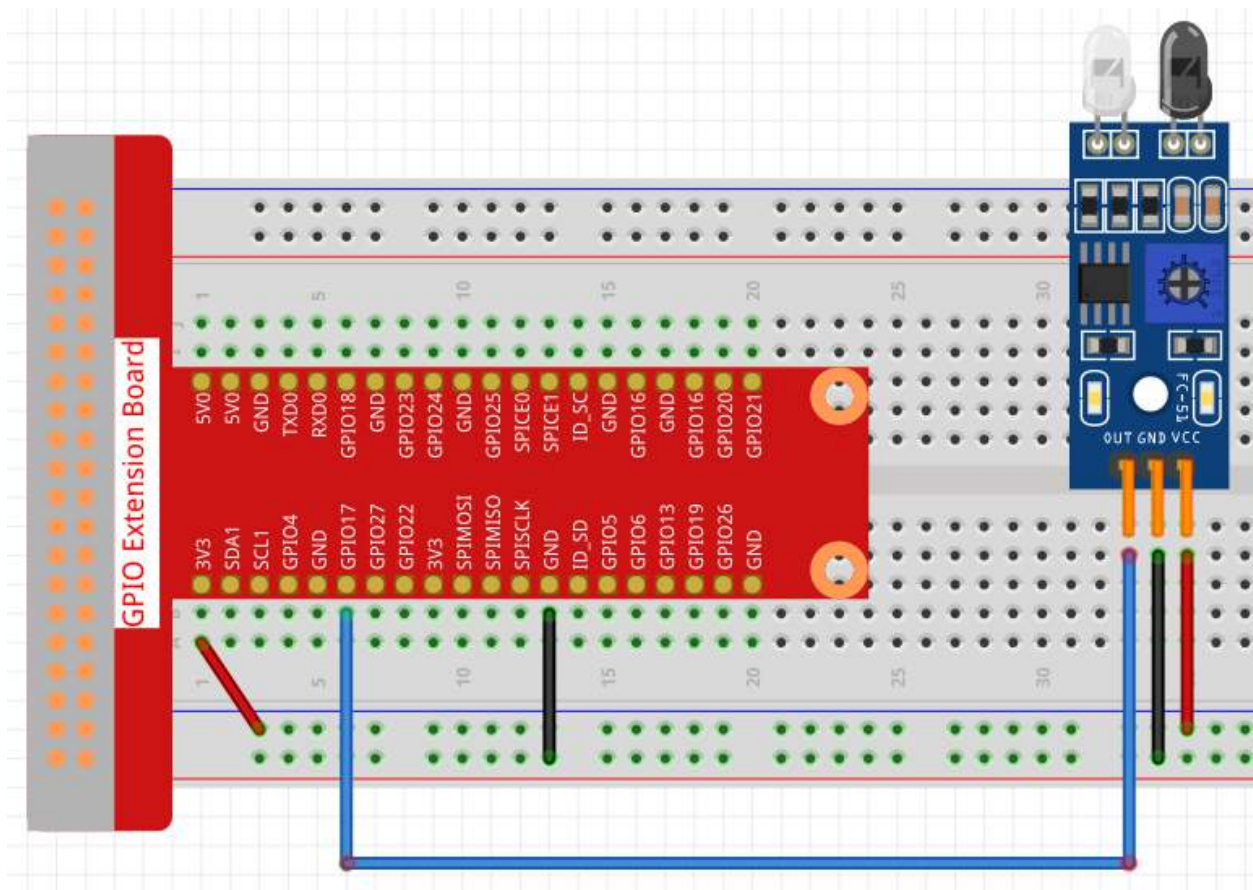 GPIO Extension Board
1 5 10 15 20 25 30
J
5V0 5V0 GND TXD0 RXD0 GPIO18 GND GPIO23 GPIO24 GND GPIO25 SPICE0 SPICE1 ID_SC GND GPIO16 GND GPIO16 GPIO20 GPIO21
3V3 SDA1 SCL1 GPIO4 GND GPIO17 GPIO27 GPIO22 3V3 SPIMOSI SPIMISO SPISCLK GND ID_SD GPIO5 GPIO6 GPIO13 GPIO19 GPIO26 GND
B
A
1 5 10 15 20 25 30
FC-51
OUT GND VCC